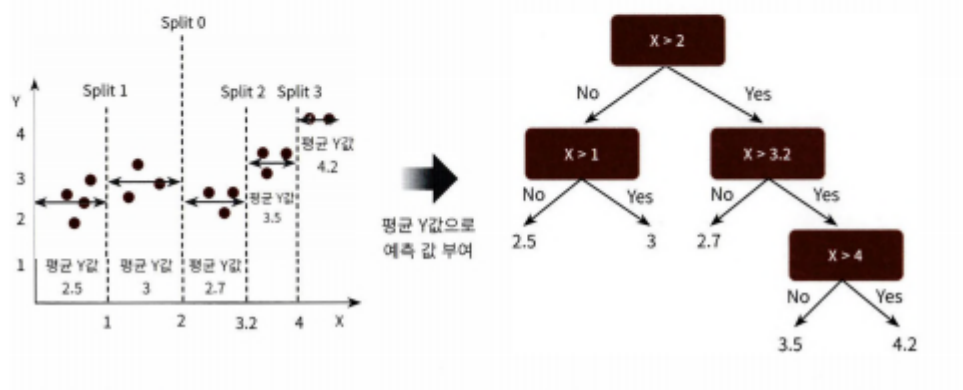 Split 0
Split 1
Split 2
Split 3
Y
4
3
2
1
평균 Y값
4.2
평균 Y값
3.5
평균 Y값
2.5
평균 Y값
3
평균 Y값
2.7
1
2
3.2
4
X
평균 Y값으로
예측 값 부여
X > 2
No
Yes
X > 1
X > 3.2
No
Yes
No
Yes
2.5
3
2.7
X > 4
No
Yes
3.5
4.2